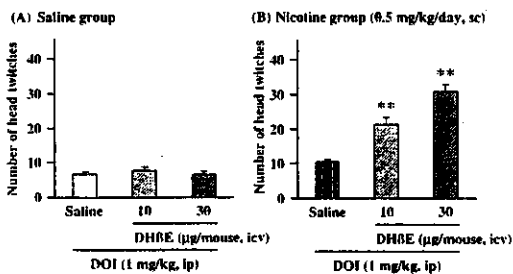 (A) Saline group
Number of head twitches
40
30
20
10
0
Saline
10
30
DHβE (μg/mouse, icv)
DOI (1 mg/kg, ip)
(B) Nicotine group (0.5 mg/kg/day, sc)
Number of head twitches
40
30
20
10
0
**
**
Saline
10
30
DHβE (μg/mouse, icv)
DOI (1 mg/kg, ip)